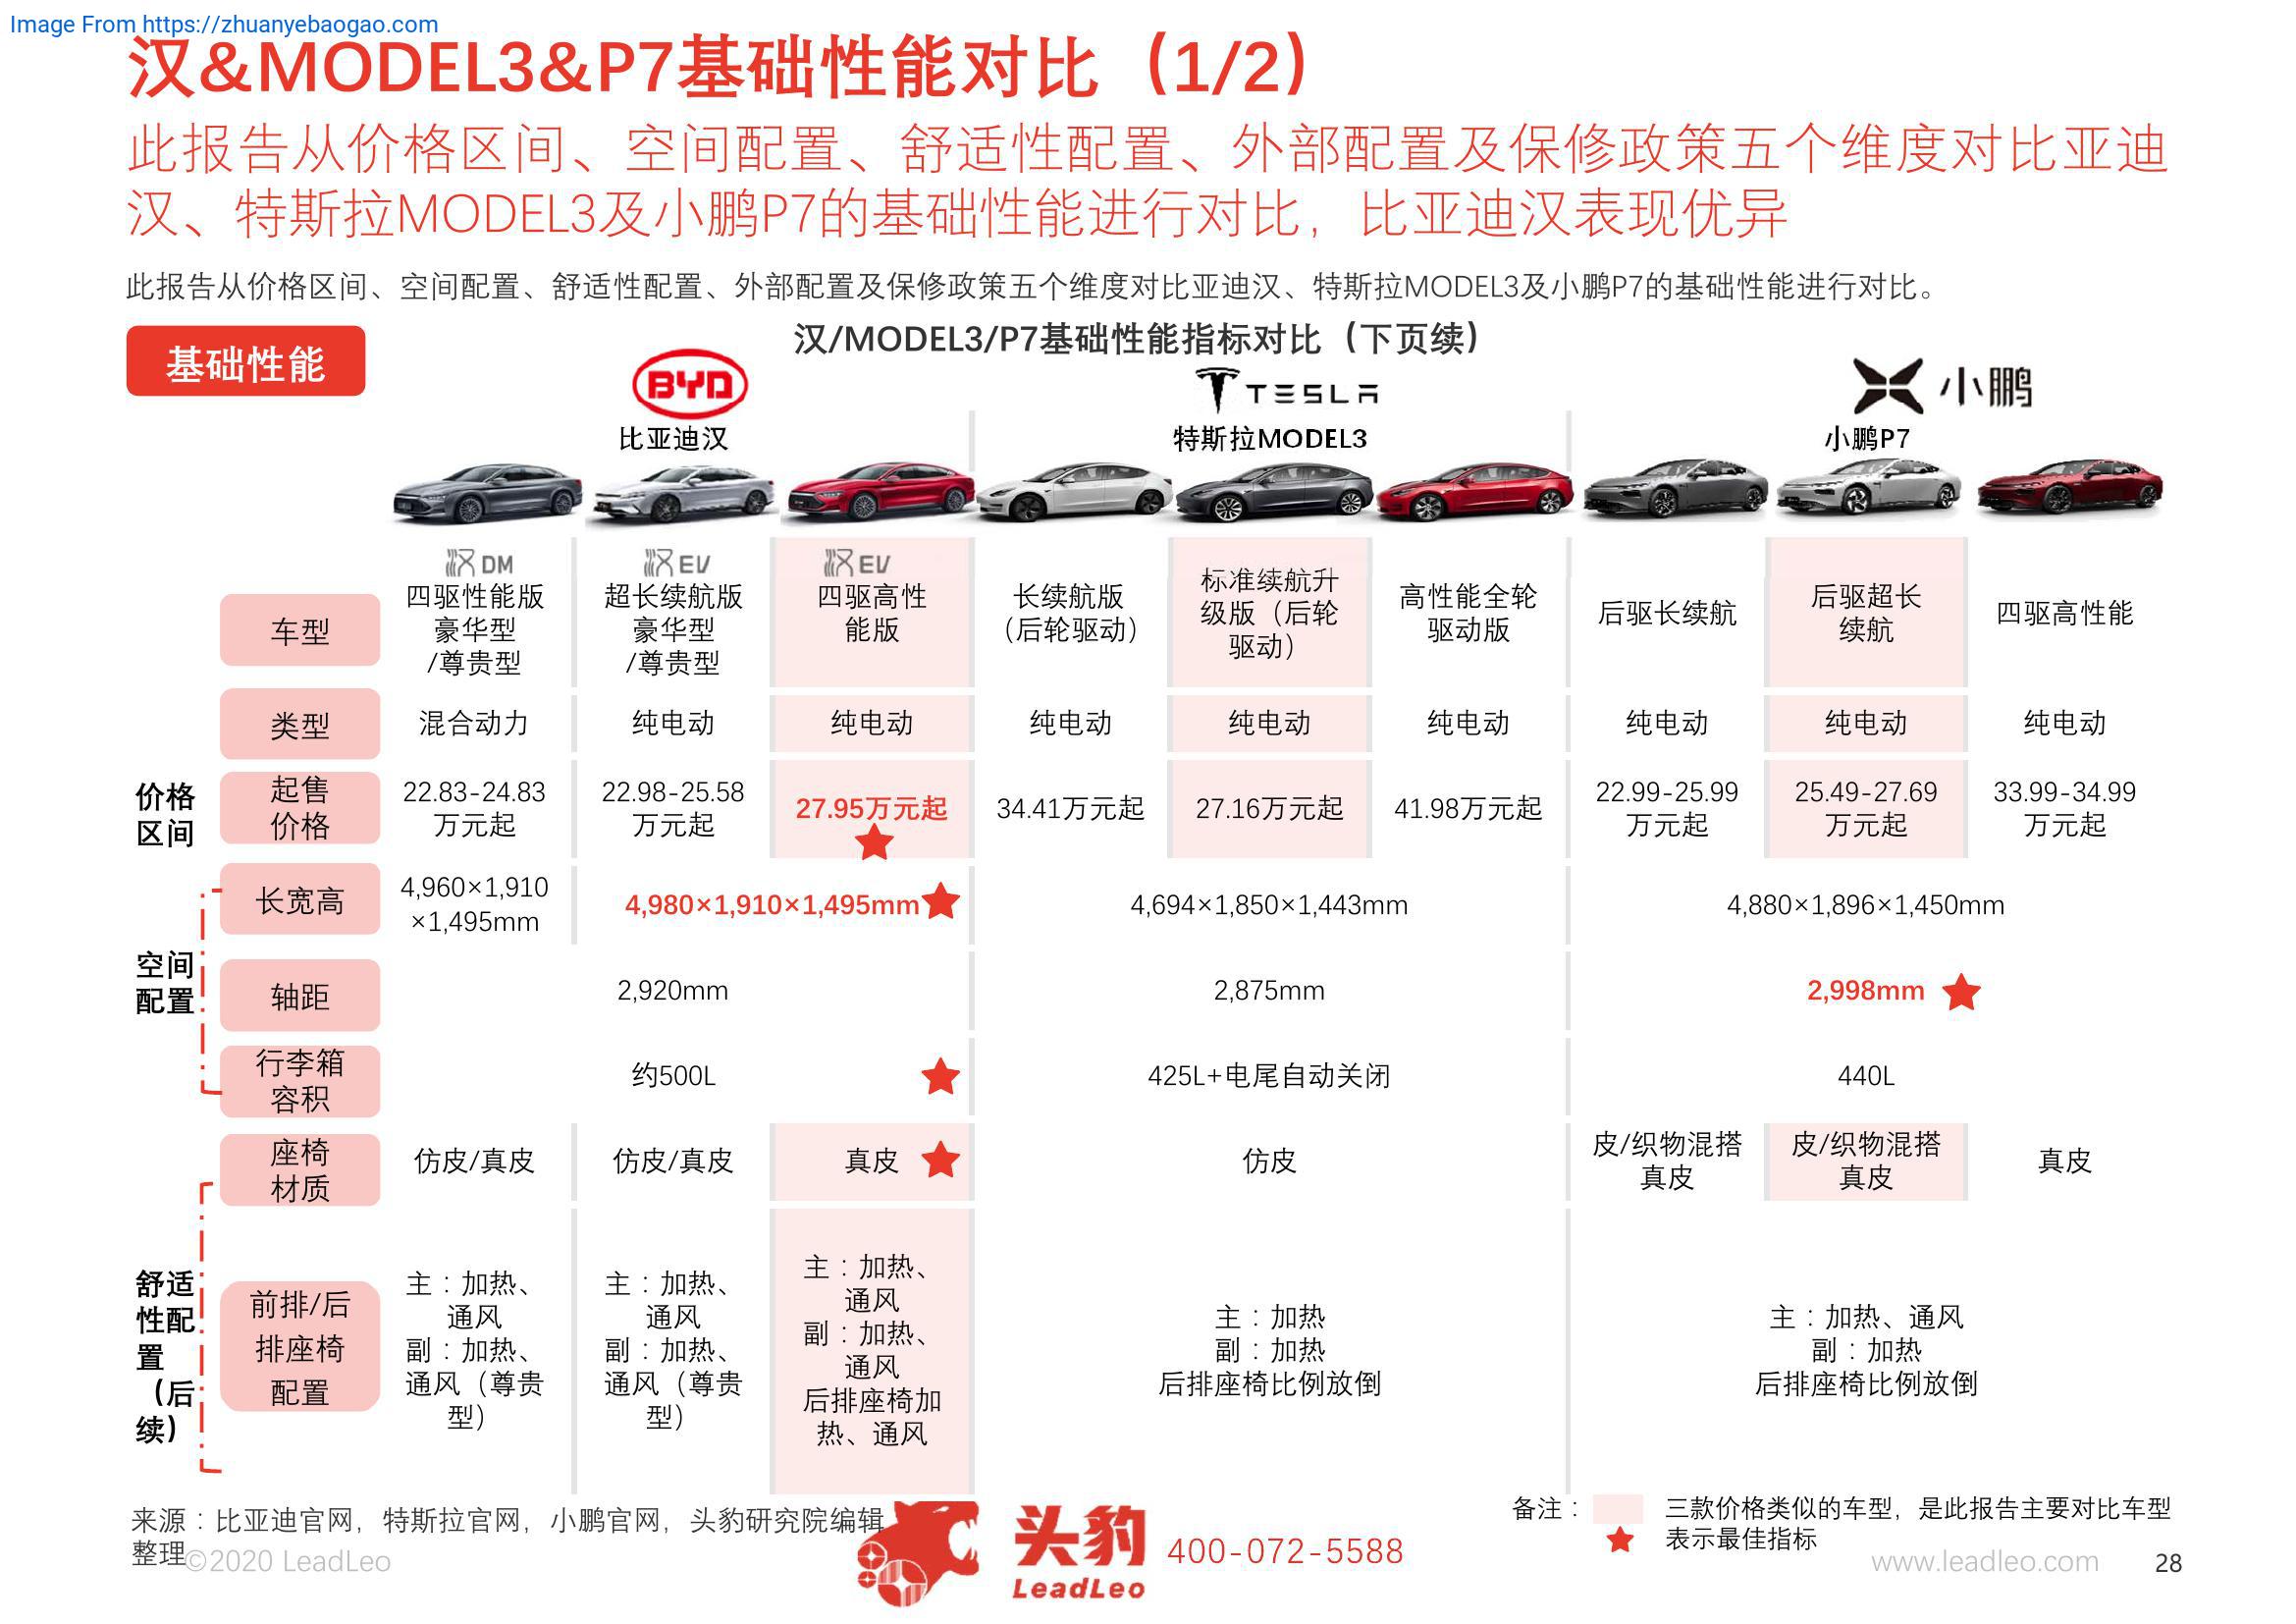 Image From https://zhuanyebaogao.com
汉&MODEL3&P7基础性能对比（1/2）
此报告从价格区间、空间配置、舒适性配置、外部配置及保修政策五个维度对比亚迪
汉、特斯拉MODEL3及小鹏P7的基础性能进行对比，比亚迪汉表现优异
此报告从价格区间、空间配置、舒适性配置、外部配置及保修政策五个维度对比亚迪汉、特斯拉MODEL3及小鹏P7的基础性能进行对比。
汉/MODEL3/P7基础性能指标对比（下页续）
基础性能
BYD
TESLA
小鹏
比亚迪汉
特斯拉MODEL3
小鹏P7
车型
汉DM
四驱性能版
豪华型
/尊贵型
汉EV
超长续航版
豪华型
/尊贵型
汉EV
四驱高性
能版
长续航版
（后轮驱动）
标准续航升
级版（后轮
驱动）
高性能全轮
驱动版
后驱长续航
后驱超长
续航
四驱高性能
类型
混合动力
纯电动
纯电动
纯电动
纯电动
纯电动
纯电动
纯电动
纯电动
价格
区间
起售
价格
22.83-24.83
万元起
22.98-25.58
万元起
27.95万元起
34.41万元起
27.16万元起
41.98万元起
22.99-25.99
万元起
25.49-27.69
万元起
33.99-34.99
万元起
空间
配置
长宽高
4,960×1,910
×1,495mm
4,980×1,910×1,495mm
4,694×1,850×1,443mm
4,880×1,896×1,450mm
轴距
2,920mm
2,875mm
2,998mm
行李箱
容积
约500L
425L+电尾自动关闭
440L
舒适
性配
置
（后
续）
座椅
材质
仿皮/真皮
仿皮/真皮
真皮
仿皮
皮/织物混搭
真皮
皮/织物混搭
真皮
真皮
前排/后
排座椅
配置
主：加热、
通风
副：加热、
通风（尊贵
型）
主：加热、
通风
副：加热、
通风（尊贵
型）
主：加热、
通风
副：加热、
通风
后排座椅加
热、通风
主：加热
副：加热
后排座椅比例放倒
主：加热、通风
副：加热
后排座椅比例放倒
来源：比亚迪官网，特斯拉官网，小鹏官网，头豹研究院编辑
整理
©2020 LeadLeo
头豹
LeadLeo
400-072-5588
备注：
三款价格类似的车型，是此报告主要对比车型
表示最佳指标
www.leadleo.com
28